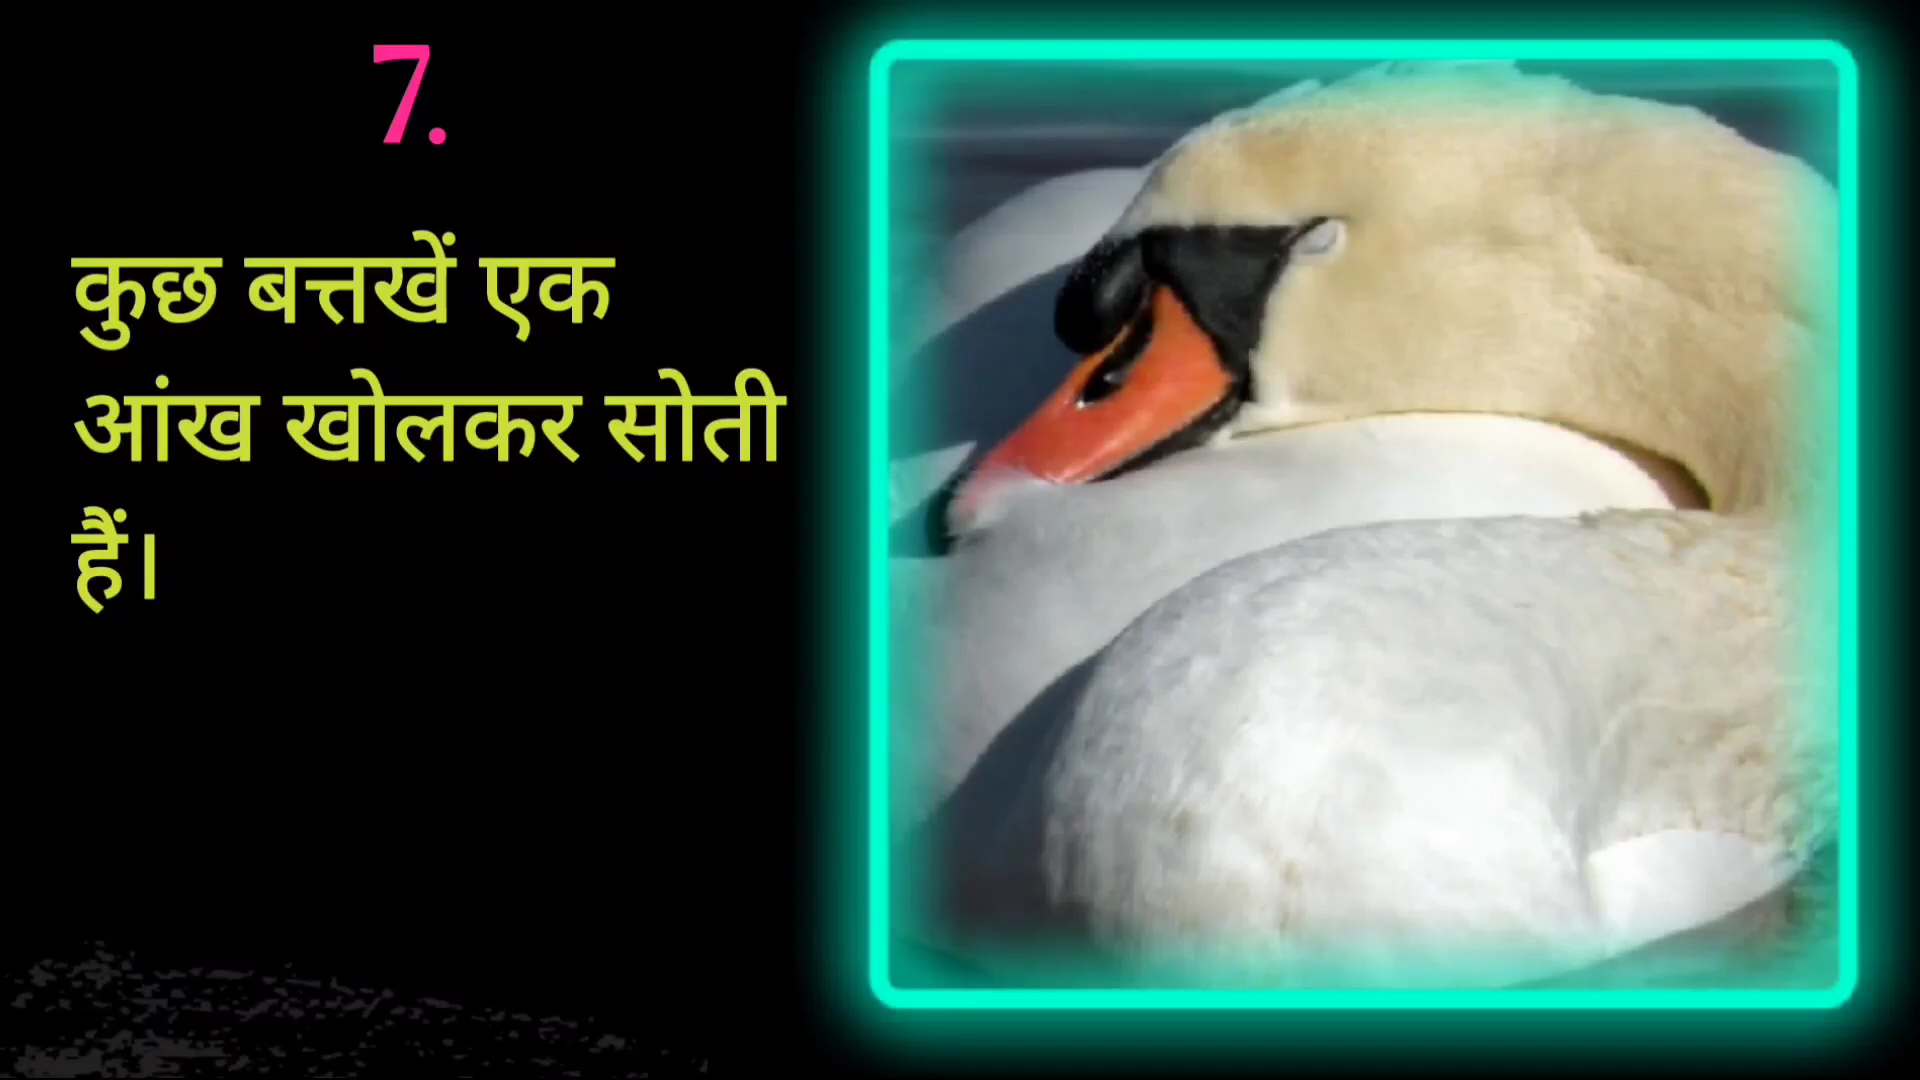 7.
कुछ बत्तखें एक
आंख खोलकर सोती
हैं।